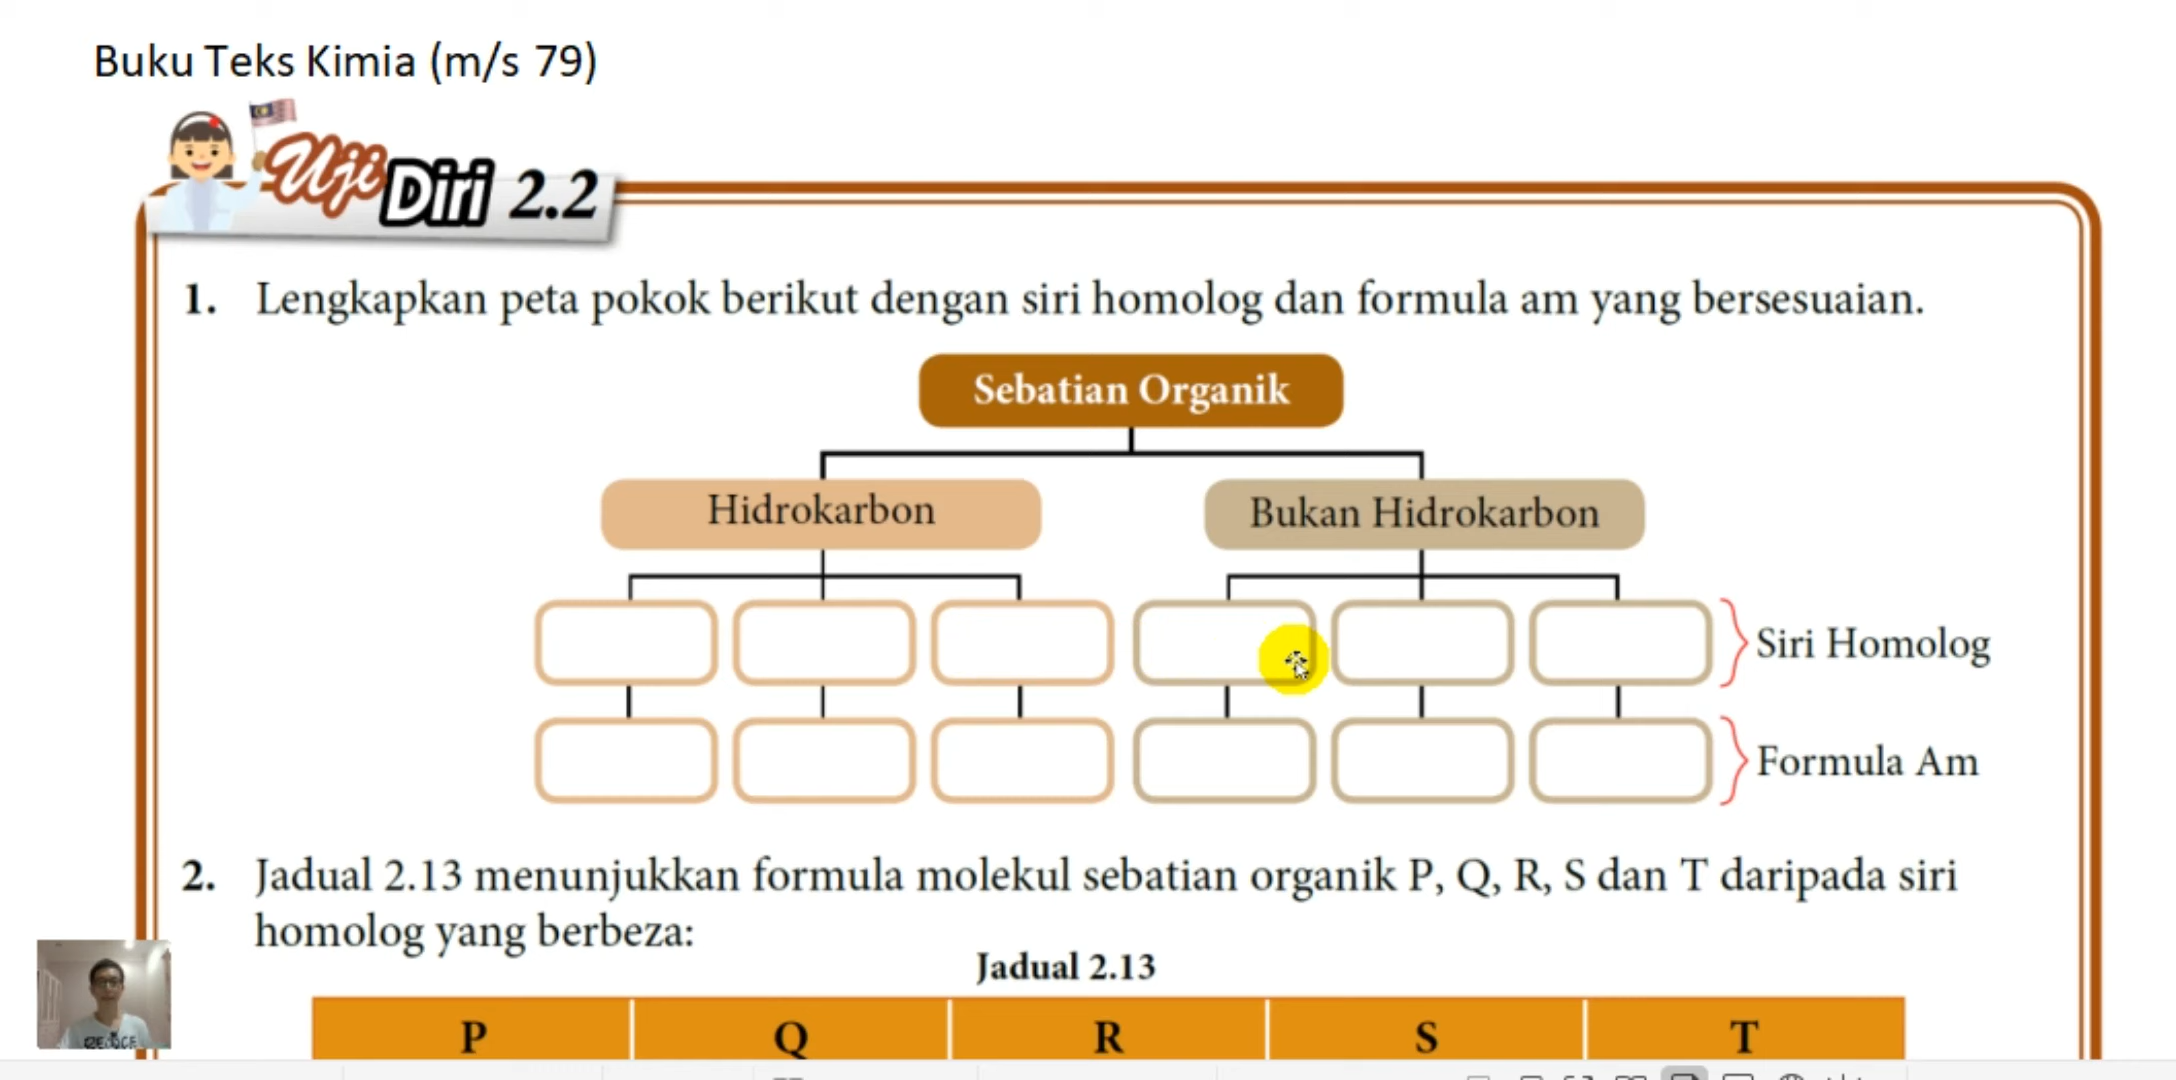 Buku Teks Kimia (m/s 79)
Uji Diri 2.2
1. Lengkapkan peta pokok berikut dengan siri homolog dan formula am yang bersesuaian.
Sebatian Organik
Hidrokarbon
Bukan Hidrokarbon
Siri Homolog
Formula Am
2. Jadual 2.13 menunjukkan formula molekul sebatian organik P, Q, R, S dan T daripada siri
homolog yang berbeza:
Jadual 2.13
P Q R S T